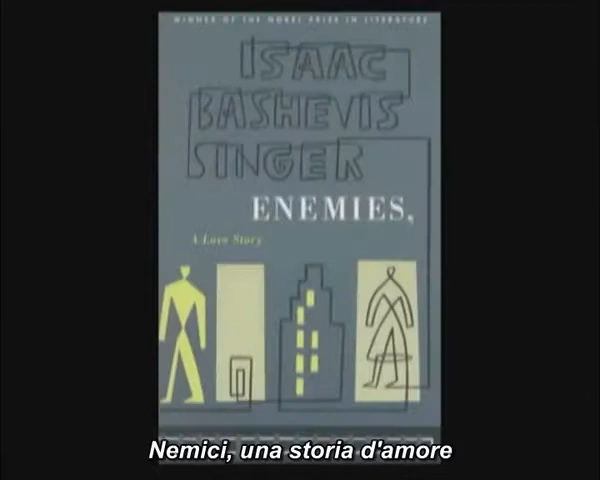 WINNER OF THE NOBEL PRIZE IN LITERATURE
ISAAC
BASHEVIS
SINGER
ENEMIES,
A Love Story
Nemici, una storia d'amore